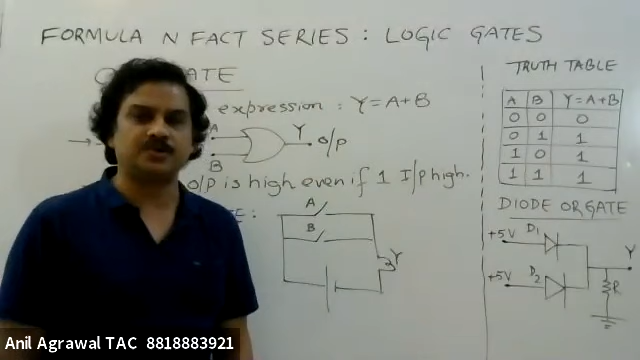 FORMULA N FACT SERIES : LOGIC GATES
expression : Y = A + B
A
B
Y
O/P
O/P is high even if 1 I/P high.
A
B
Y
TRUTH TABLE
A B Y = A + B
0 0 0
0 1 1
1 0 1
1 1 1
DIODE OR GATE
+5V D1
Y
+5V D2
R
Anil Agrawal TAC 8818883921